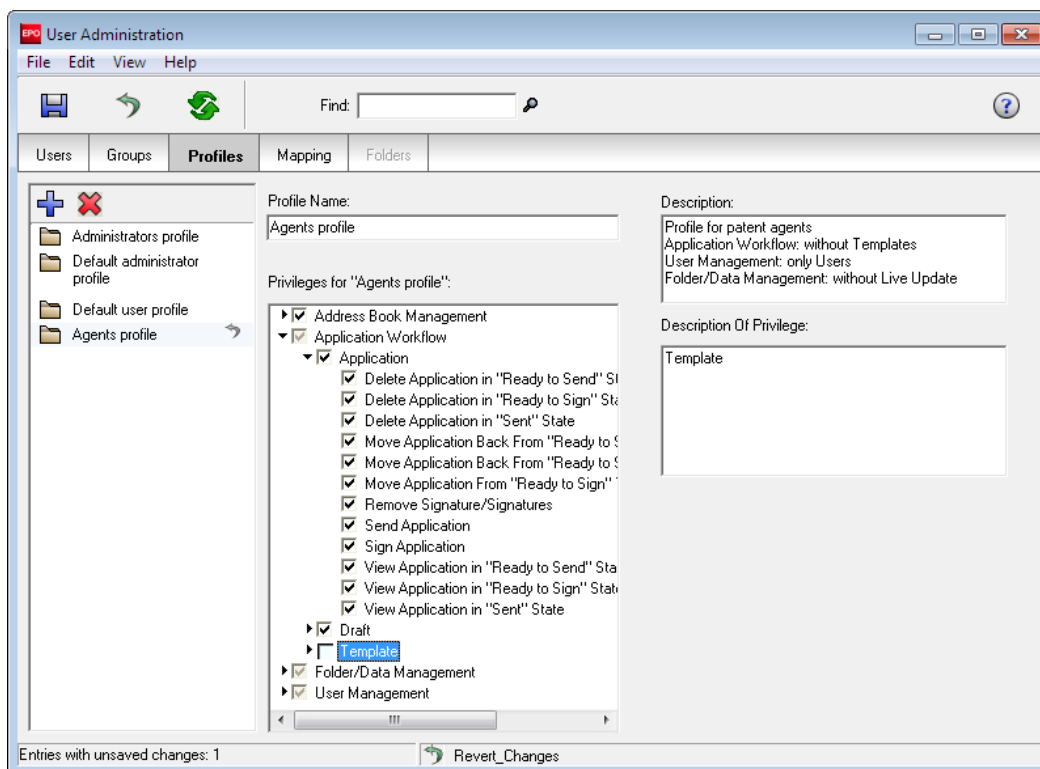 EPO User Administration
File Edit View Help
Find:
?
Users Groups Profiles Mapping Folders
Administrators profile
Default administrator
profile
Default user profile
Agents profile
Profile Name:
Agents profile
Privileges for "Agents profile":
Address Book Management
Application Workflow
Application
Delete Application in "Ready to Send" St
Delete Application in "Ready to Sign" Sta
Delete Application in "Sent" State
Move Application Back From "Ready to S
Move Application Back From "Ready to S
Move Application From "Ready to Sign" T
Remove Signature/Signatures
Send Application
Sign Application
View Application in "Ready to Send" Sta
View Application in "Ready to Sign" State
View Application in "Sent" State
Draft
Template
Folder/Data Management
User Management
Description:
Profile for patent agents
Application Workflow: without Templates
User Management: only Users
Folder/Data Management: without Live Update
Description Of Privilege:
Template
Entries with unsaved changes: 1
Revert_Changes